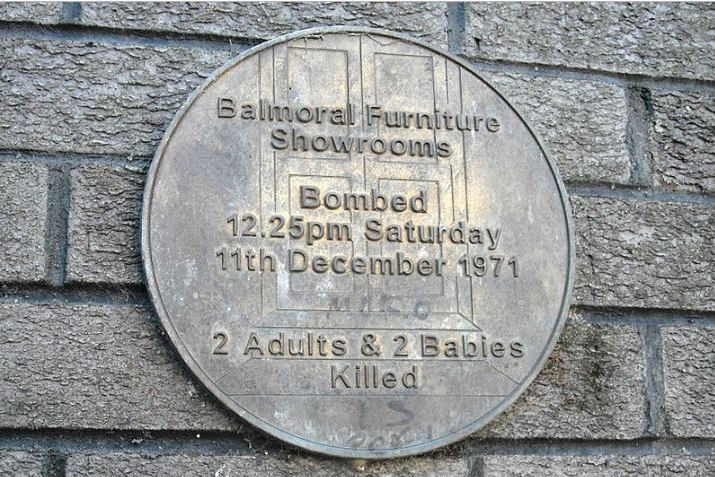 Balmoral Furniture
Showrooms
Bombed
12.25pm Saturday
11th December 1971
2 Adults & 2 Babies
Killed